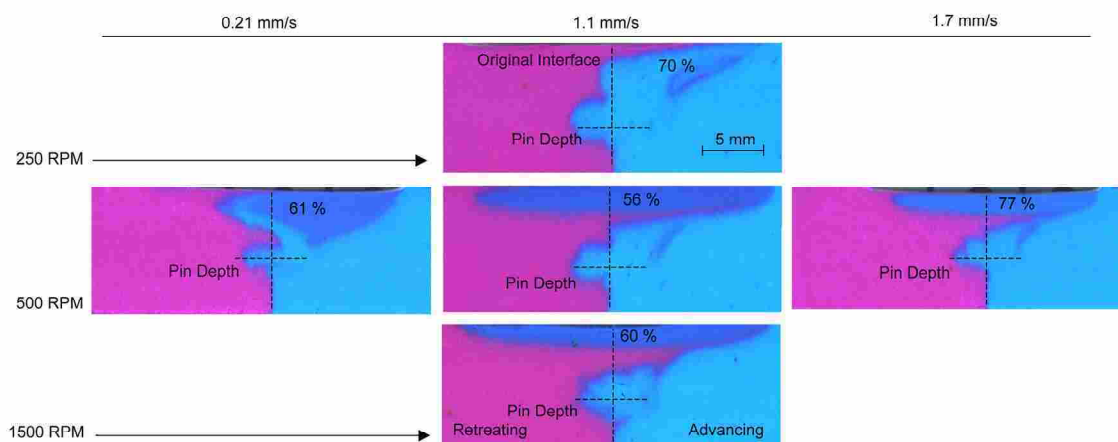 0.21 mm/s 1.1 mm/s 1.7 mm/s
Original Interface
70 %
Pin Depth
5 mm
250 RPM
61 %
56 %
77 %
Pin Depth
Pin Depth
Pin Depth
500 RPM
60 %
Pin Depth
Retreating
Advancing
1500 RPM